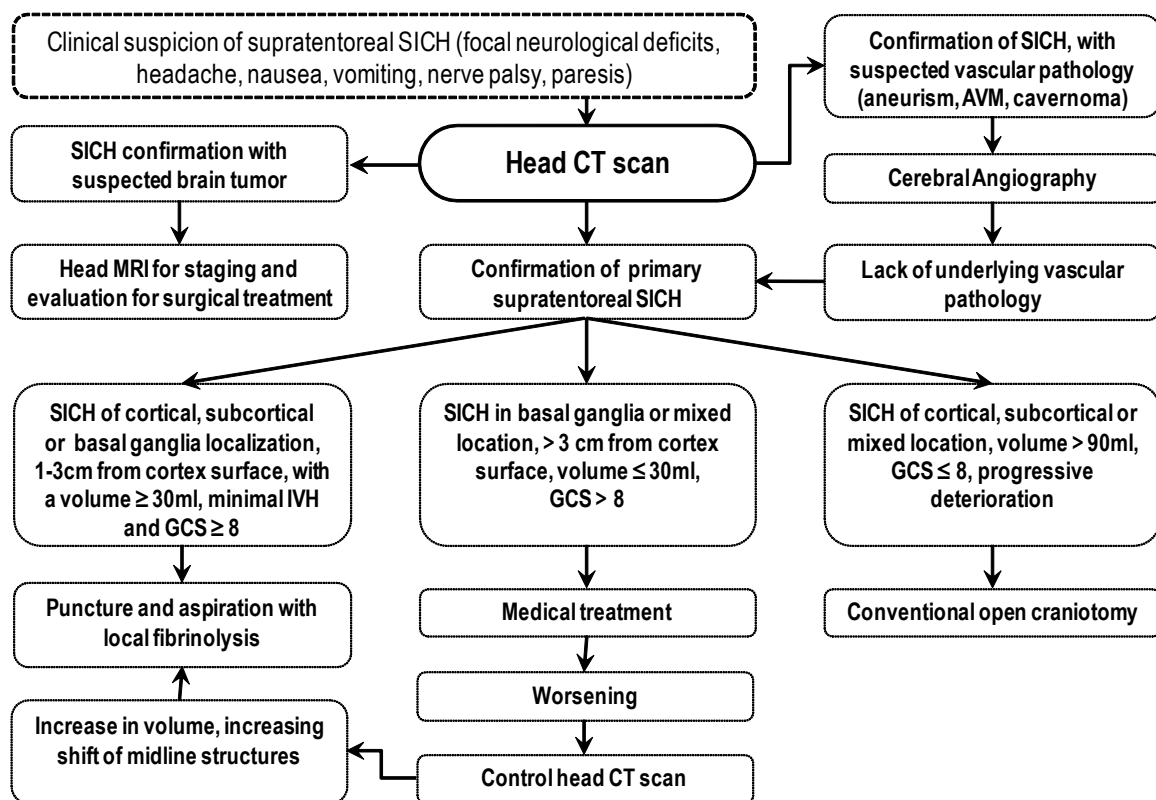 Clinical suspicion of supratentoreal SICH (focal neurological deficits,
headache, nausea, vomiting, nerve palsy, paresis)
Confirmation of SICH, with
suspected vascular pathology
(aneurism, AVM, cavernoma)
SICH confirmation with
suspected brain tumor
Head CT scan
Cerebral Angiography
Head MRI for staging and
evaluation for surgical treatment
Confirmation of primary
supratentoreal SICH
Lack of underlying vascular
pathology
SICH of cortical, subcortical
or basal ganglia localization,
1-3cm from cortex surface, with
a volume ≥ 30ml, minimal IVH
and GCS ≥ 8
SICH in basal ganglia or mixed
location, > 3 cm from cortex
surface, volume ≤ 30ml,
GCS > 8
SICH of cortical, subcortical or
mixed location, volume > 90ml,
GCS ≤ 8, progressive
deterioration
Puncture and aspiration with
local fibrinolysis
Medical treatment
Conventional open craniotomy
Worsening
Increase in volume, increasing
shift of midline structures
Control head CT scan